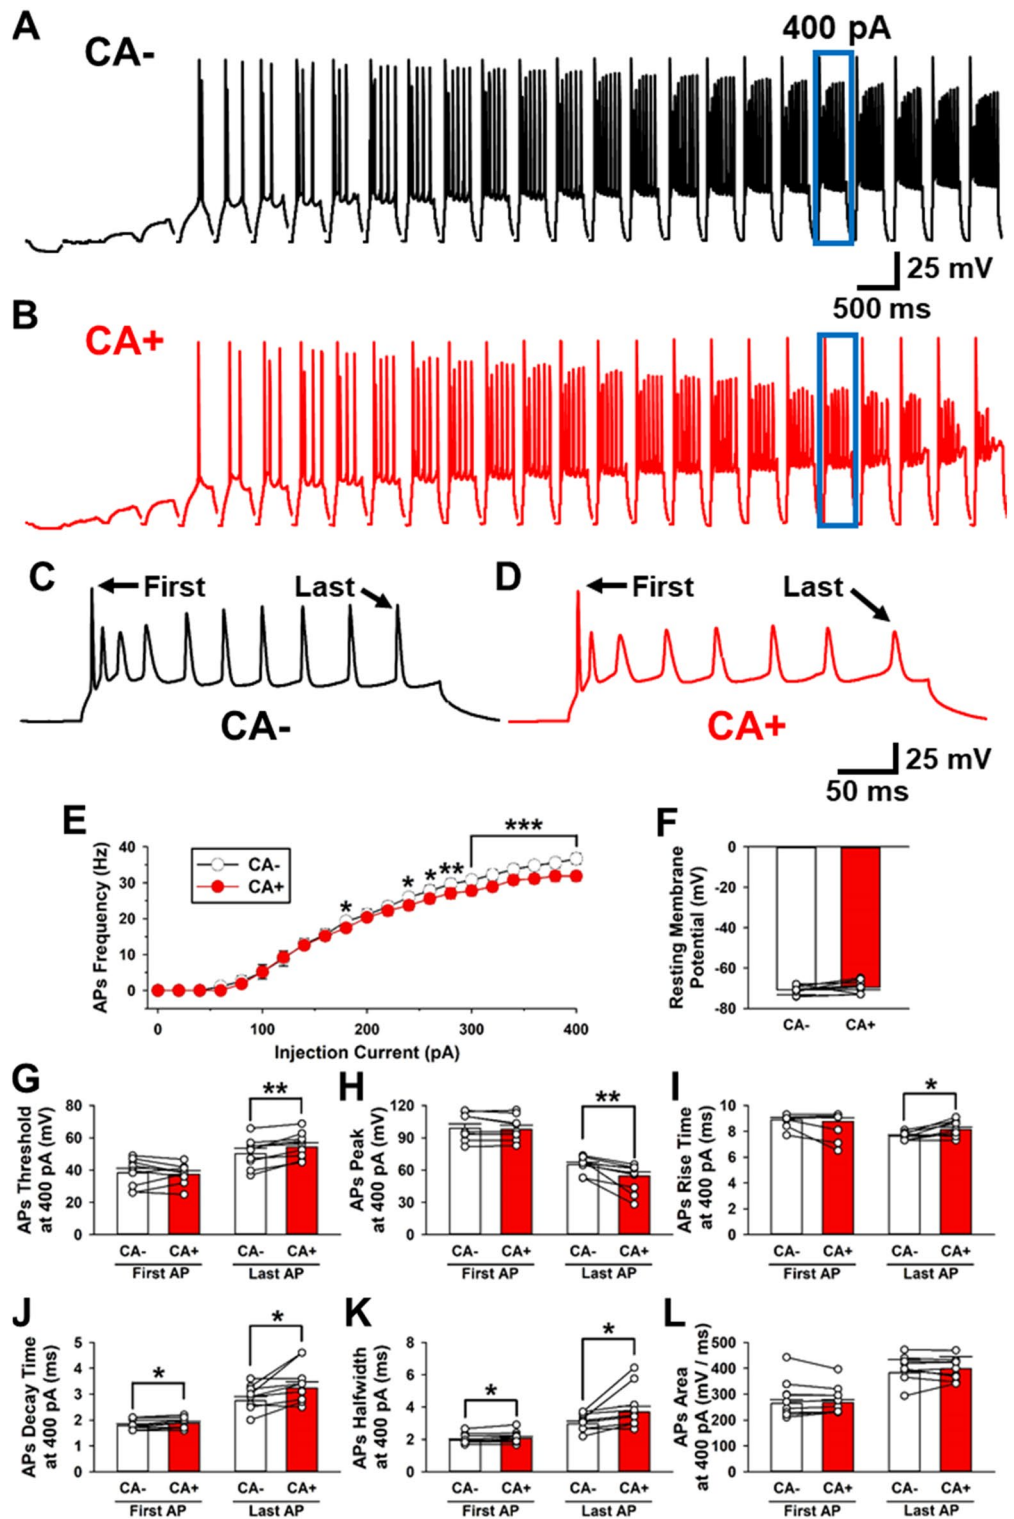 A
CA-
400 pA
25 mV
500 ms
B
CA+
C
First
Last
D
First
Last
CA-
CA+
25 mV
50 ms
E
APs Frequency (Hz)
40
30
20
10
0
CA-
CA+
*
*
*
**
***
0
100
200
300
400
Injection Current (pA)
F
Resting Membrane
Potential (mV)
0
-20
-40
-60
-80
CA-
CA+
G
APs Threshold
at 400 pA (mV)
80
60
40
20
0
**
CA- CA+ CA- CA+
First AP Last AP
H
APs Peak
at 400 pA (mV)
120
90
60
30
0
**
CA- CA+ CA- CA+
First AP Last AP
I
APs Rise Time
at 400 pA (ms)
10
8
6
4
2
0
*
CA- CA+ CA- CA+
First AP Last AP
J
APs Decay Time
at 400 pA (ms)
5
4
3
2
1
0
*
*
CA- CA+ CA- CA+
First AP Last AP
K
APs Halfwidth
at 400 pA (ms)
8
6
4
2
0
*
*
CA- CA+ CA- CA+
First AP Last AP
L
APs Area
at 400 pA (mV / ms)
500
400
300
200
100
0
CA- CA+ CA- CA+
First AP Last AP